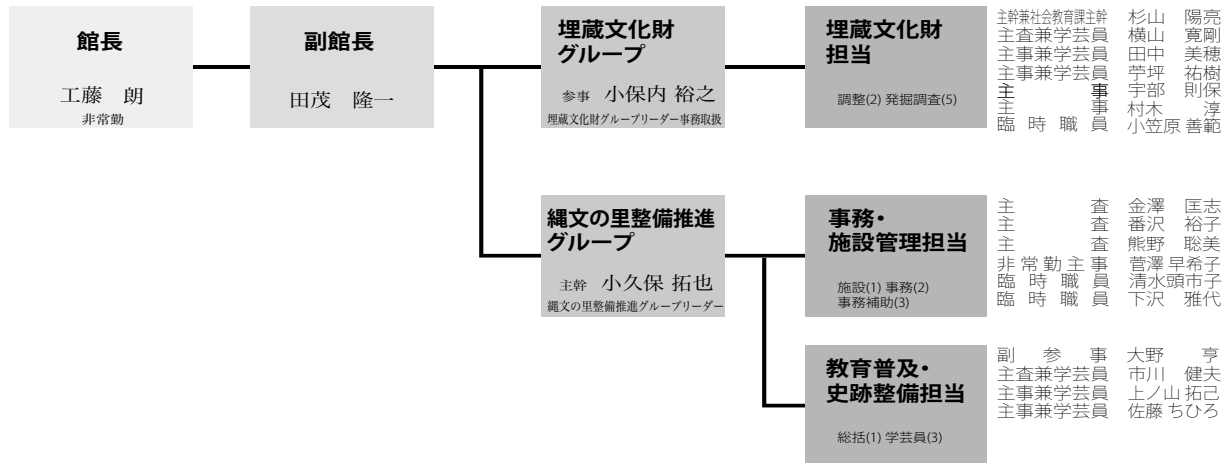 館長
工藤　朗
非常勤
副館長
田茂　隆一
埋蔵文化財
グループ
参事　小保内 裕之
埋蔵文化財グループリーダー事務取扱
埋蔵文化財
担当
調整(2) 発掘調査(5)
主幹兼社会教育課主幹　杉山　陽亮
主査兼学芸員　横山　寛剛
主事兼学芸員　田中　美穂
主事兼学芸員　苧坪　祐樹
主　事　宇部　則保
主　事　村木　淳
臨時職員　小笠原 善範
縄文の里整備推進
グループ
主幹　小久保 拓也
縄文の里整備推進グループリーダー
事務・
施設管理担当
施設(1) 事務(2)
事務補助(3)
主　査　金澤　匡志
主　査　番沢　裕子
主　査　熊野　聡美
非常勤主事　菅澤 早希子
臨時職員　清水頭市子
臨時職員　下沢　雅代
教育普及・
史跡整備担当
総括(1) 学芸員(3)
副参事　大野　亨
主査兼学芸員　市川　健夫
主事兼学芸員　上ノ山 拓己
主事兼学芸員　佐藤 ちひろ